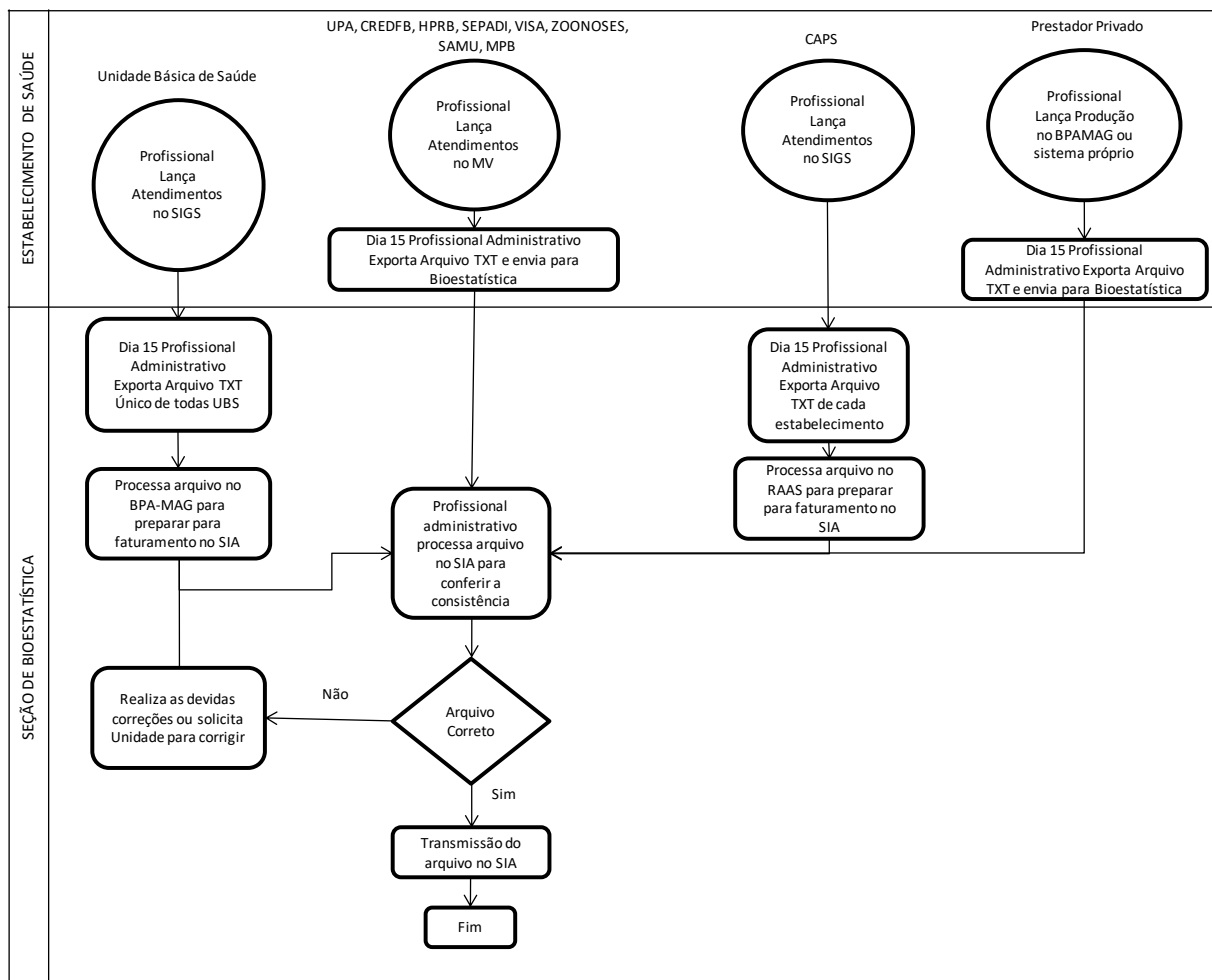 ESTABELECIMENTO DE SAÚDE
Unidade Básica de Saúde
Profissional
Lança
Atendimentos
no SIGS
UPA, CREDFB, HPRB, SEPADI, VISA, ZOONOSES,
SAMU, MPB
Profissional
Lança
Atendimentos
no MV
Dia 15 Profissional Administrativo
Exporta Arquivo TXT e envia para
Bioestatística
CAPS
Profissional
Lança
Atendimentos
no SIGS
Prestador Privado
Profissional
Lança Produção
no BPAMAG ou
sistema próprio
Dia 15 Profissional
Administrativo Exporta Arquivo
TXT e envia para Bioestatística
SEÇÃO DE BIOESTATÍSTICA
Dia 15 Profissional
Administrativo
Exporta Arquivo TXT
Único de todas UBS
Processa arquivo no
BPA-MAG para
preparar para
faturamento no SIA
Dia 15 Profissional
Administrativo
Exporta Arquivo
TXT de cada
estabelecimento
Processa arquivo no
RAAS para preparar
para faturamento no
SIA
Profissional
administrativo
processa arquivo
no SIA para
conferir a
consistência
Realiza as devidas
correções ou solicita
Unidade para corrigir
Não
Arquivo
Correto
Sim
Transmissão do
arquivo no SIA
Fim